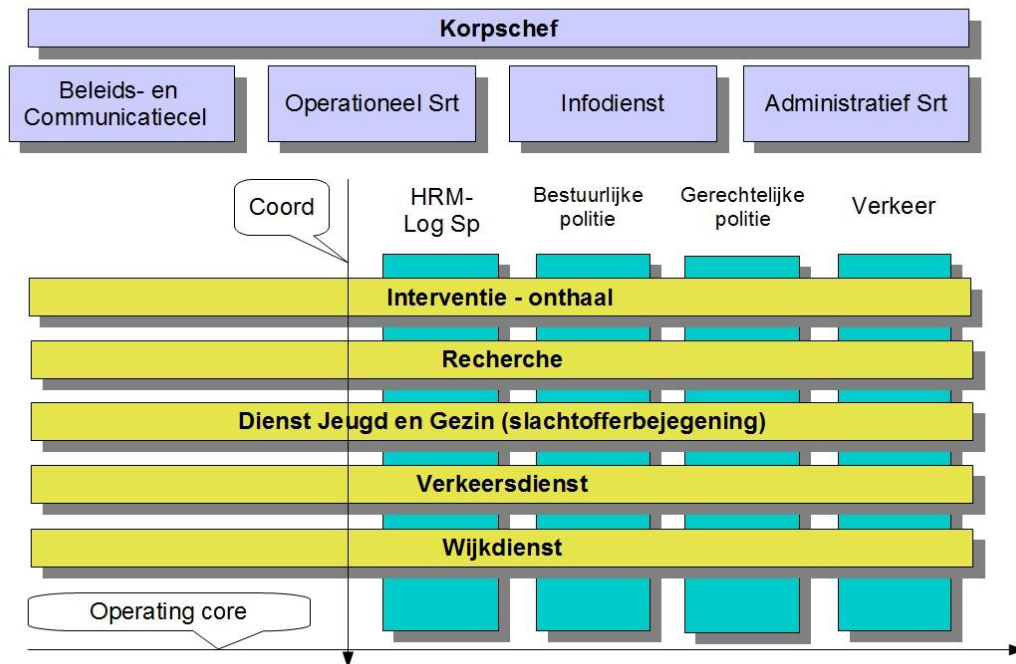 Korpschef
Beleids- en
Communicatiecel
Operationeel Srt
Infodienst
Administratief Srt
Coord
HRM-
Log Sp
Bestuurlijke
politie
Gerechtelijke
politie
Verkeer
Interventie - onthaal
Recherche
Dienst Jeugd en Gezin (slachtofferbejegening)
Verkeersdienst
Wijkdienst
Operating core